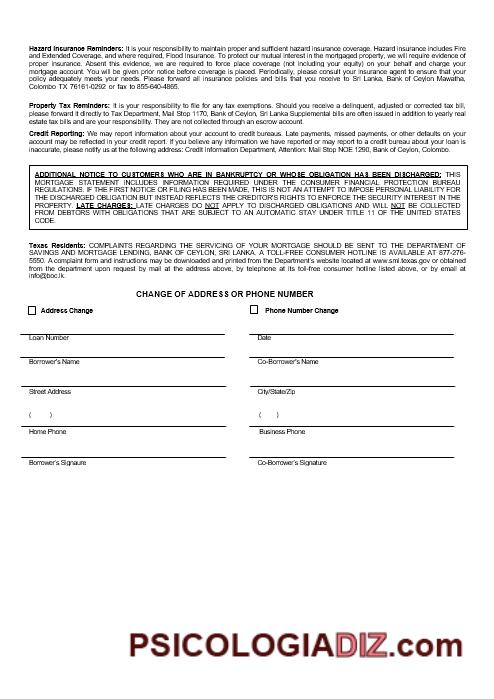 Hazard Insurance Reminders: It is your responsibility to maintain proper and sufficient hazard insurance coverage. Hazard insurance includes Fire
and Extended Coverage, and where required, Flood Insurance. To protect our mutual interest in the mortgaged property, we will require evidence of
proper insurance. Absent this evidence, we are required to force place coverage (not including your equity) on your behalf and charge your
mortgage account. You will be given prior notice before coverage is placed. Periodically, please consult your insurance agent to ensure that your
policy adequately meets your needs. Please forward all insurance policies and bills that you receive to Sri Lanka, Bank of Ceylon Mawatha,
Colombo TX 76161-0292 or fax to 855-640-4865.
Property Tax Reminders: It is your responsibility to file for any tax exemptions. Should you receive a delinquent, adjusted or corrected tax bill,
please forward it directly to Tax Department, Mail Stop 1170, Bank of Ceylon, Sri Lanka Supplemental bills are often issued in addition to yearly real
estate tax bills and are your responsibility. They are not collected through an escrow account.
Credit Reporting: We may report information about your account to credit bureaus. Late payments, missed payments, or other defaults on your
account may be reflected in your credit report. If you believe any information we have reported or may report to a credit bureau about your loan is
inaccurate, please notify us at the following address: Credit Information Department, Attention: Mail Stop NOE 1290, Bank of Ceylon, Colombo.
ADDITIONAL NOTICE TO CUSTOMERS WHO ARE IN BANKRUPTCY OR WHOSE OBLIGATION HAS BEEN DISCHARGED: THIS
MORTGAGE STATEMENT INCLUDES INFORMATION REQUIRED UNDER THE CONSUMER FINANCIAL PROTECTION BUREAU
REGULATIONS. IF THE FIRST NOTICE OR FILING HAS BEEN MADE, THIS IS NOT AN ATTEMPT TO IMPOSE PERSONAL LIABILITY FOR
THE DISCHARGED OBLIGATION BUT INSTEAD REFLECTS THE CREDITOR'S RIGHTS TO ENFORCE THE SECURITY INTEREST IN THE
PROPERTY. LATE CHARGES: LATE CHARGES DO NOT APPLY TO DISCHARGED OBLIGATIONS AND WILL NOT BE COLLECTED
FROM DEBTORS WITH OBLIGATIONS THAT ARE SUBJECT TO AN AUTOMATIC STAY UNDER TITLE 11 OF THE UNITED STATES
CODE.
Texas Residents: COMPLAINTS REGARDING THE SERVICING OF YOUR MORTGAGE SHOULD BE SENT TO THE DEPARTMENT OF
SAVINGS AND MORTGAGE LENDING, BANK OF CEYLON, SRI LANKA. A TOLL-FREE CONSUMER HOTLINE IS AVAILABLE AT 877-276-
5550. A complaint form and instructions may be downloaded and printed from the Department's website located at www.sml.texas.gov or obtained
from the department upon request by mail at the address above, by telephone at its toll-free consumer hotline listed above, or by email at
info@boc.lk.
CHANGE OF ADDRESS OR PHONE NUMBER
Address Change Phone Number Change
Loan Number Date
Borrower's Name Co-Borrower's Name
Street Address City/State/Zip
( ) ( )
Home Phone Business Phone
Borrower's Signaure Co-Borrower's Signature
PSICOLOGIADIZ.com